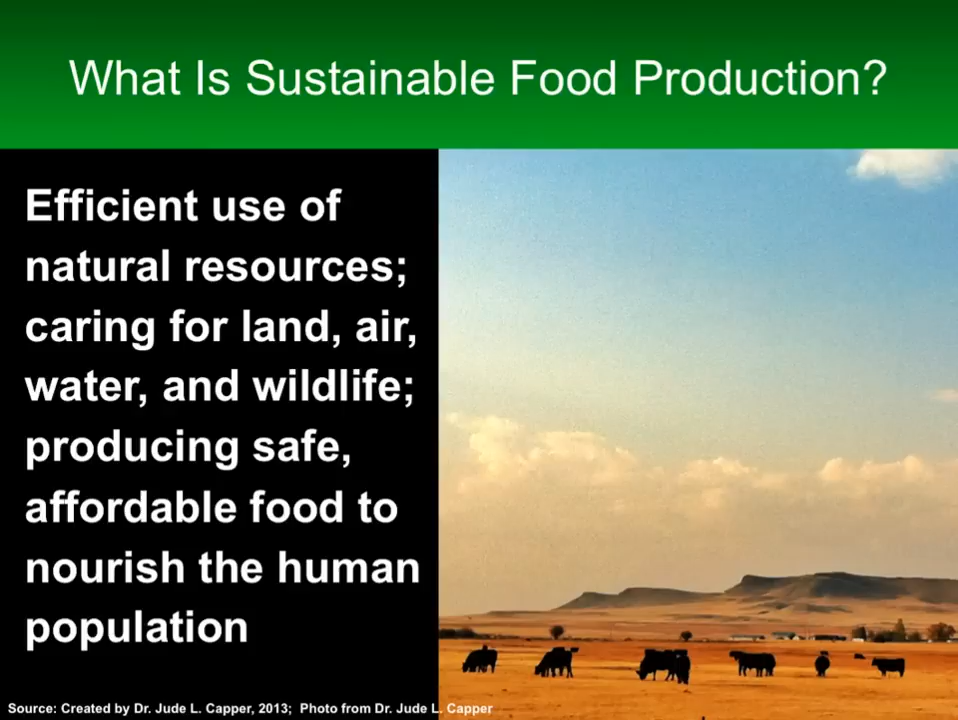 What Is Sustainable Food Production?
Efficient use of
natural resources;
caring for land, air,
water, and wildlife;
producing safe,
affordable food to
nourish the human
population
Source: Created by Dr. Jude L. Capper, 2013;  Photo from Dr. Jude L. Capper